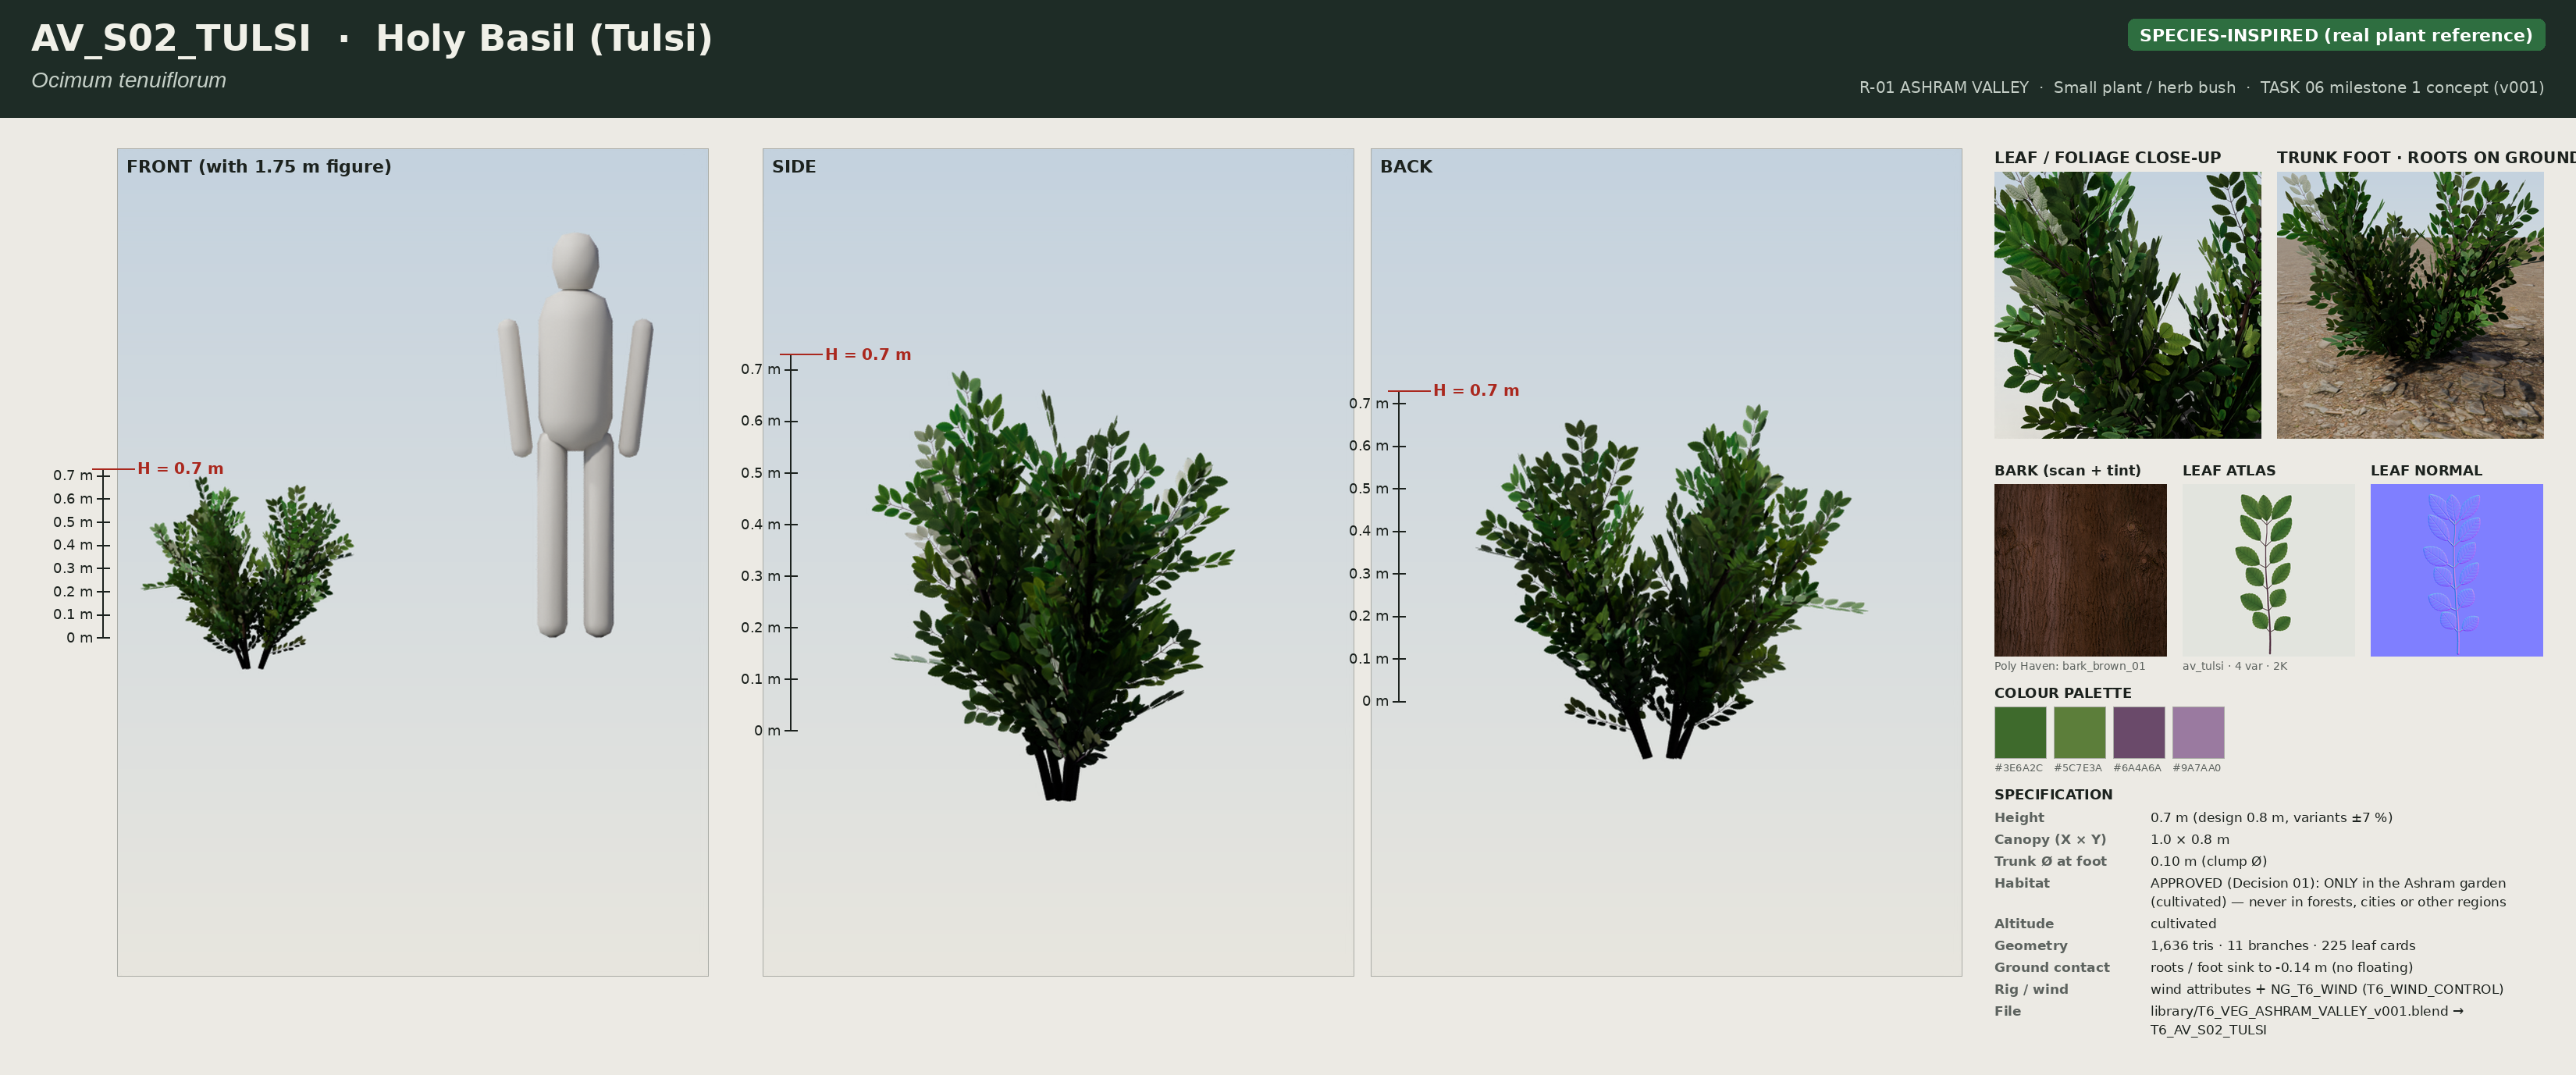 AV_S02_TULSI · Holy Basil (Tulsi)
Ocimum tenuiflorum
SPECIES-INSPIRED (real plant reference)
R-01 ASHRAM VALLEY · Small plant / herb bush · TASK 06 milestone 1 concept (v001)
FRONT (with 1.75 m figure)
H = 0.7 m
0.7 m
0.6 m
0.5 m
0.4 m
0.3 m
0.2 m
0.1 m
0 m
SIDE
H = 0.7 m
0.7 m
0.6 m
0.5 m
0.4 m
0.3 m
0.2 m
0.1 m
0 m
BACK
H = 0.7 m
0.7 m
0.6 m
0.5 m
0.4 m
0.3 m
0.2 m
0.1 m
0 m
LEAF / FOLIAGE CLOSE-UP
TRUNK FOOT · ROOTS ON GROUND
BARK (scan + tint)
LEAF ATLAS
LEAF NORMAL
Poly Haven: bark_brown_01
av_tulsi · 4 var · 2K
COLOUR PALETTE
#3E6A2C #5C7E3A #6A4A6A #9A7AA0
SPECIFICATION
Height 0.7 m (design 0.8 m, variants ±7 %)
Canopy (X × Y) 1.0 × 0.8 m
Trunk Ø at foot 0.10 m (clump Ø)
Habitat APPROVED (Decision 01): ONLY in the Ashram garden
(cultivated) — never in forests, cities or other regions
Altitude cultivated
Geometry 1,636 tris · 11 branches · 225 leaf cards
Ground contact roots / foot sink to -0.14 m (no floating)
Rig / wind wind attributes + NG_T6_WIND (T6_WIND_CONTROL)
File library/T6_VEG_ASHRAM_VALLEY_v001.blend →
T6_AV_S02_TULSI